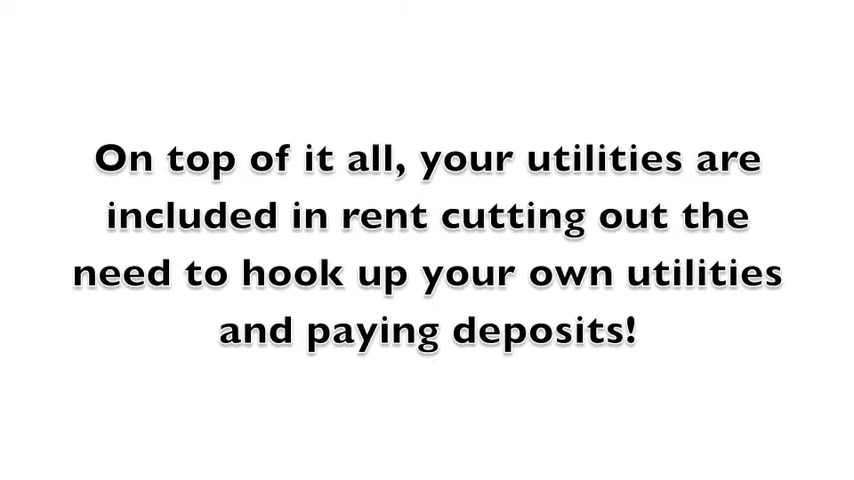 On top of it all, your utilities are
included in rent cutting out the
need to hook up your own utilities
and paying deposits!